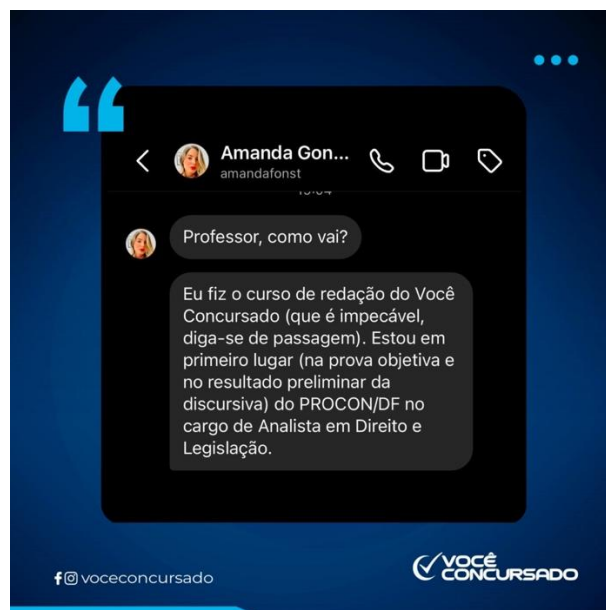 Amanda Gon...
amandafonst
Professor, como vai?
Eu fiz o curso de redação do Você
Concursado (que é impecável,
diga-se de passagem). Estou em
primeiro lugar (na prova objetiva e
no resultado preliminar da
discursiva) do PROCON/DF no
cargo de Analista em Direito e
Legislação.
voceconcursado
VOCÊ
CONCURSADO